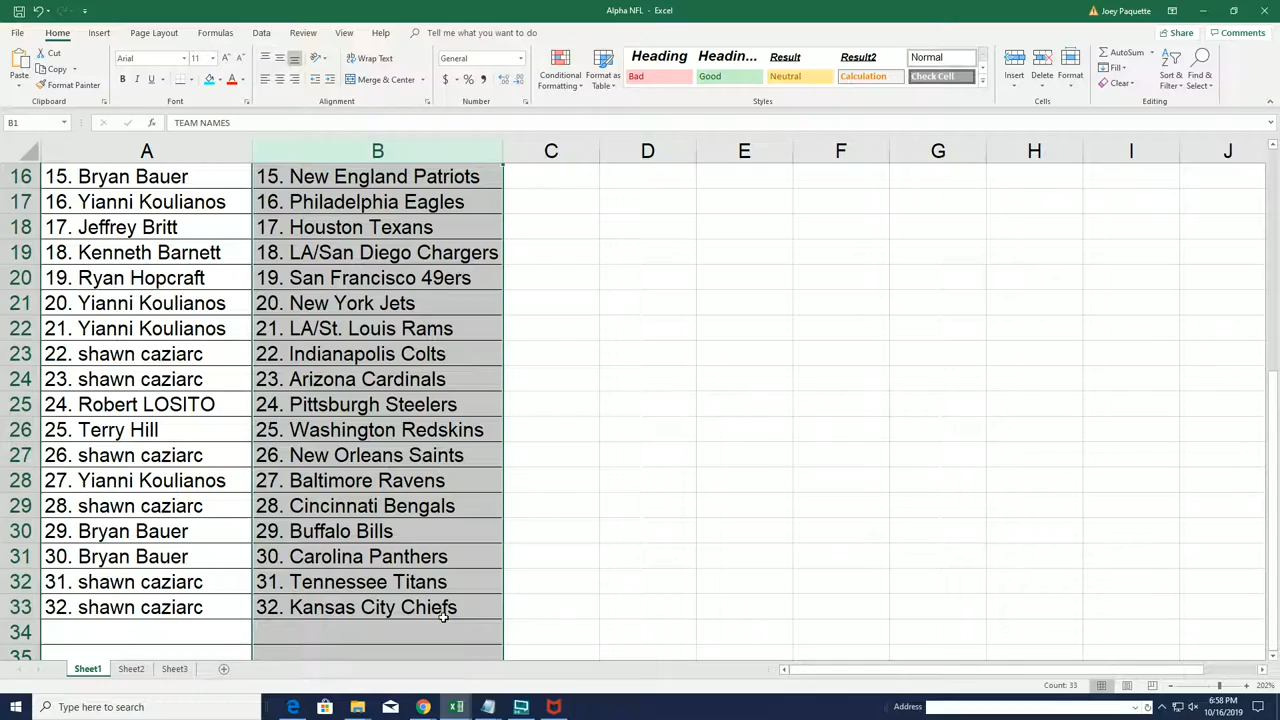 Alpha NFL - Excel
Joey Paquette
File Home Insert Page Layout Formulas Data Review View Help Tell me what you want to do Share Comments
Paste Cut Copy Format Painter
Clipboard
Arial 11 A A
B I U A
Font
Wrap Text
Merge & Center
Alignment
General
$ % ,
Number
Conditional Formatting
Format as Table
Heading Headin... Result Result2 Normal
Bad Good Neutral Calculation Check Cell
Styles
Insert Delete Format
Cells
AutoSum
Fill
Clear
Sort & Filter
Find & Select
Editing
B1 fx TEAM NAMES
A B C D E F G H I J
16 15. Bryan Bauer 15. New England Patriots
17 16. Yianni Koulianos 16. Philadelphia Eagles
18 17. Jeffrey Britt 17. Houston Texans
19 18. Kenneth Barnett 18. LA/San Diego Chargers
20 19. Ryan Hopcraft 19. San Francisco 49ers
21 20. Yianni Koulianos 20. New York Jets
22 21. Yianni Koulianos 21. LA/St. Louis Rams
23 22. shawn caziarc 22. Indianapolis Colts
24 23. shawn caziarc 23. Arizona Cardinals
25 24. Robert LOSITO 24. Pittsburgh Steelers
26 25. Terry Hill 25. Washington Redskins
27 26. shawn caziarc 26. New Orleans Saints
28 27. Yianni Koulianos 27. Baltimore Ravens
29 28. shawn caziarc 28. Cincinnati Bengals
30 29. Bryan Bauer 29. Buffalo Bills
31 30. Bryan Bauer 30. Carolina Panthers
32 31. shawn caziarc 31. Tennessee Titans
33 32. shawn caziarc 32. Kansas City Chiefs
34
35
Sheet1 Sheet2 Sheet3
Count: 33 202%
Type here to search Address 6:58 PM
10/16/2019